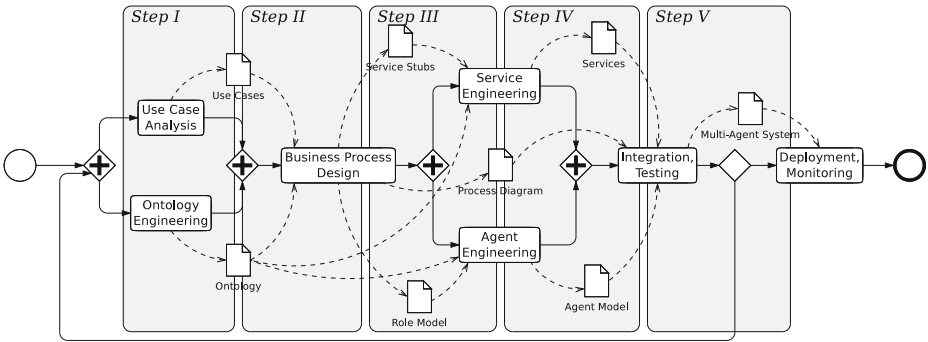 Step I
Step II
Step III
Step IV
Step V
Service Stubs
Services
Use Cases
Service
Engineering
Use Case
Analysis
Multi-Agent System
Business Process
Design
Process Diagram
Integration,
Testing
Deployment,
Monitoring
Ontology
Engineering
Agent
Engineering
Ontology
Role Model
Agent Model